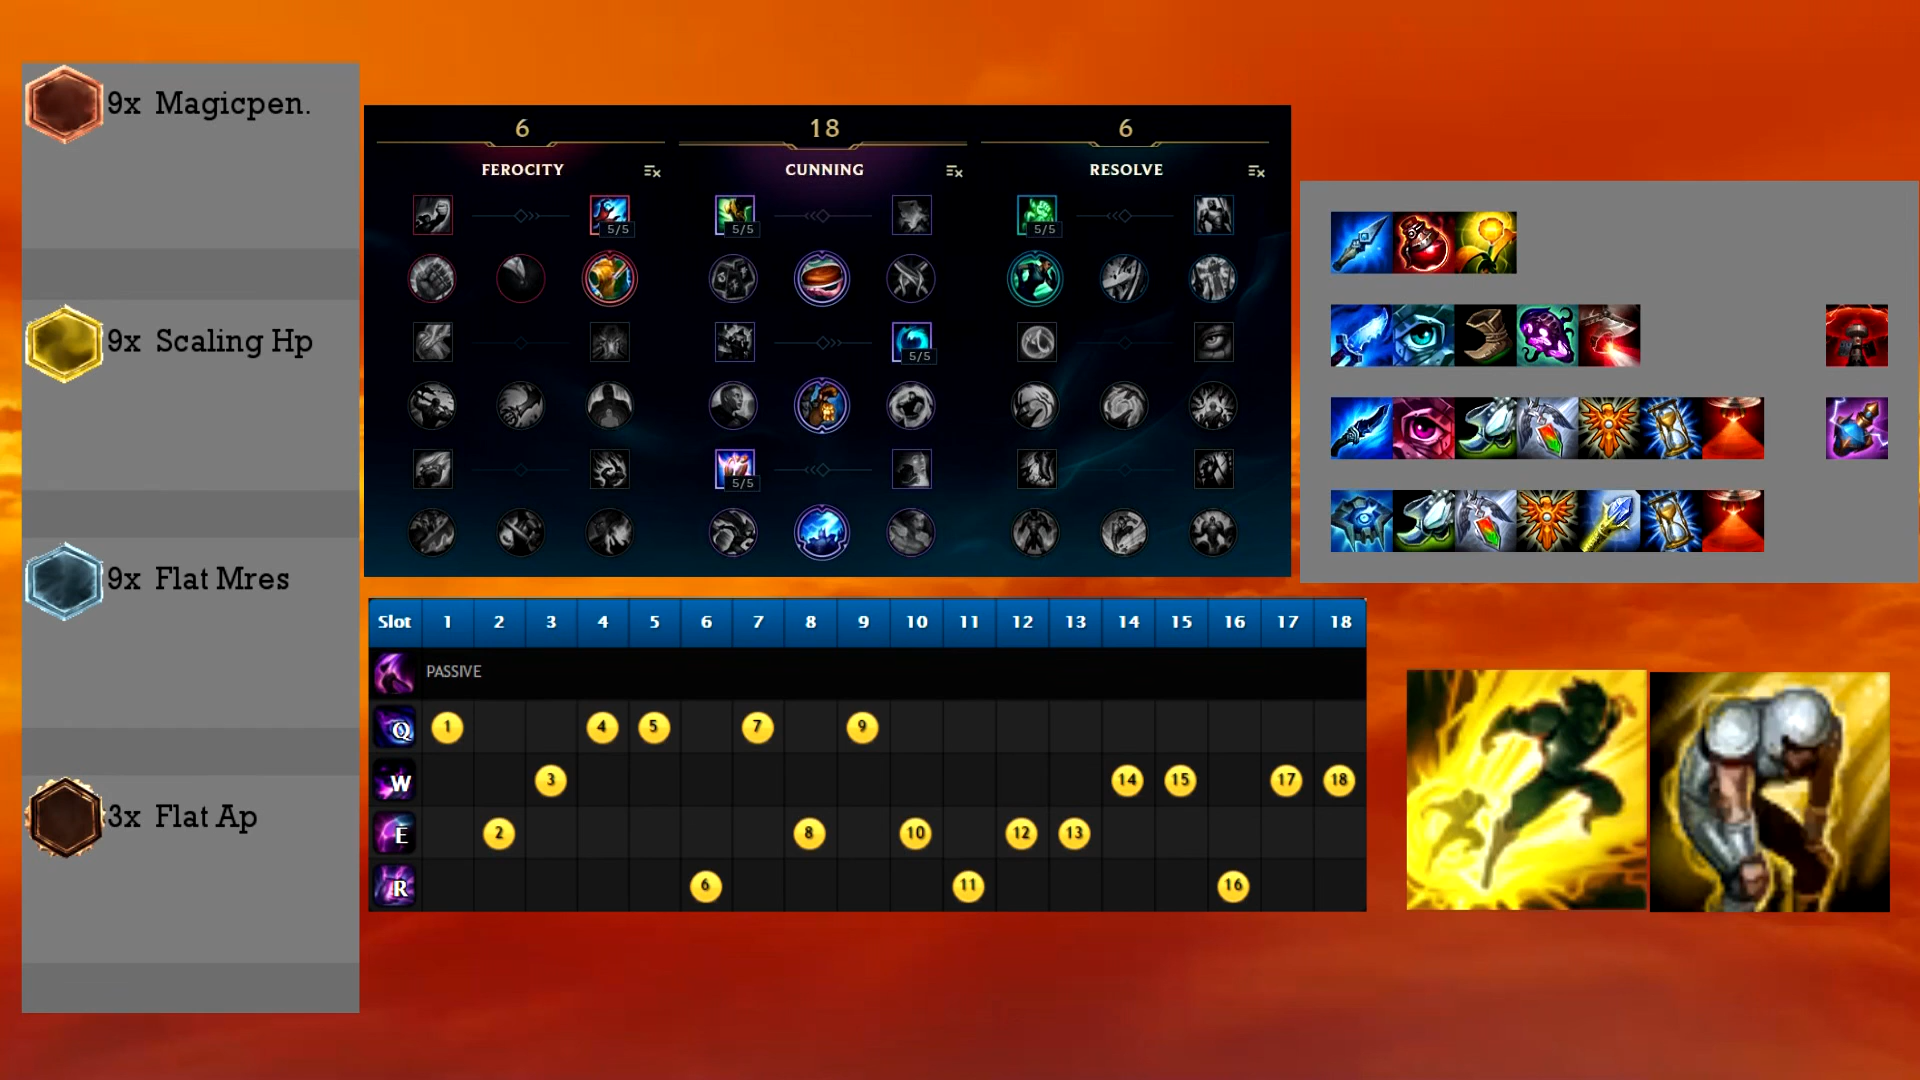 9x Magicpen.
9x Scaling Hp
9x Flat Mres
3x Flat Ap
6 18 6
FEROCITY CUNNING RESOLVE
5/5 5/5 5/5
5/5
5/5
Slot 1 2 3 4 5 6 7 8 9 10 11 12 13 14 15 16 17 18
PASSIVE
Q 1 4 5 7 9
W 3 14 15 17 18
E 2 8 10 12 13
R 6 11 16